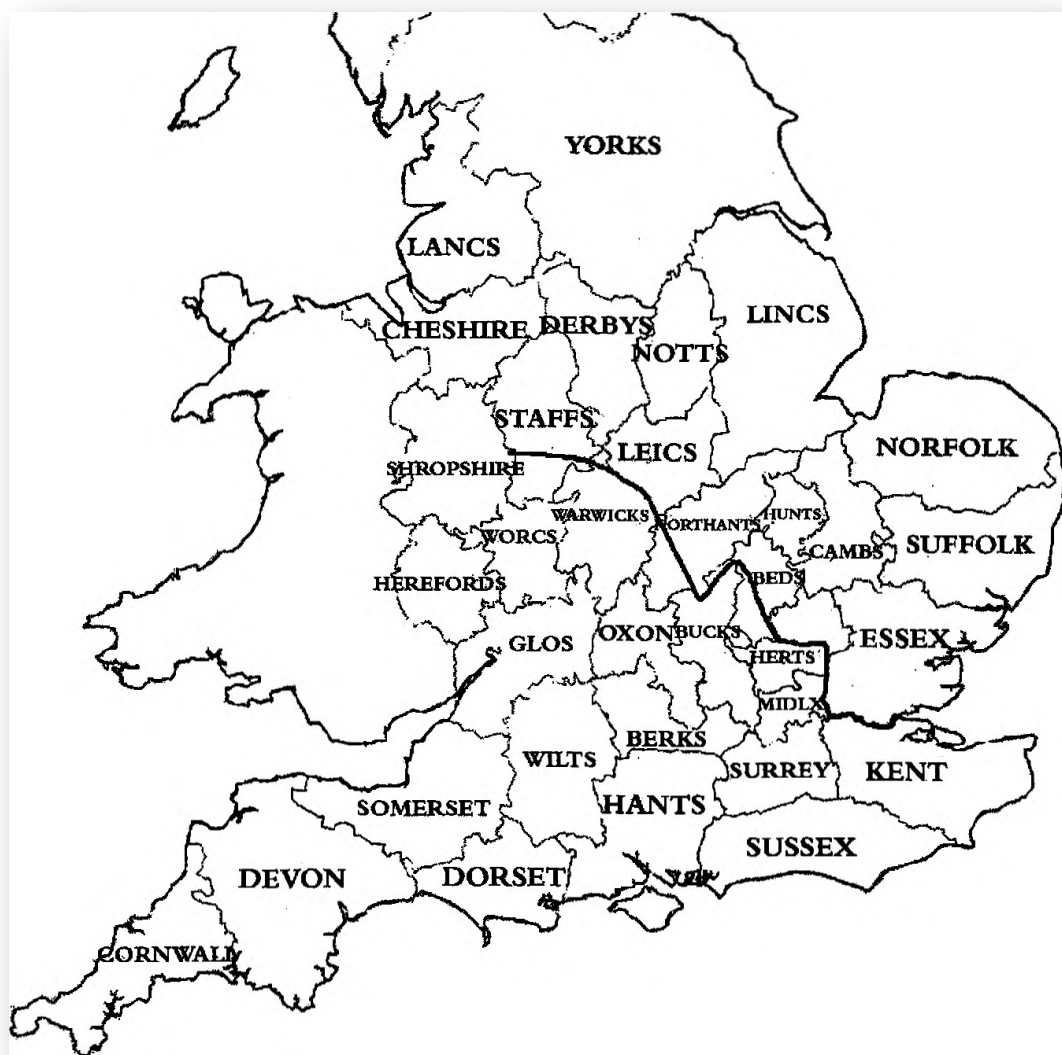 YORKS
LANCS
LINCS
CHESHIRE
DERBYS
NOTTS
STAFFS
LEICS
NORFOLK
SHROPSHIRE
WARWICKS
NORTHANTS
HUNTS
WORCS
CAMBS
SUFFOLK
HEREFORDS
BEDS
GLOS
OXON
BUCKS
ESSEX
HERTS
MIDLX
BERKS
WILTS
SURREY
KENT
SOMERSET
HANTS
SUSSEX
DEVON
DORSET
CORNWALL